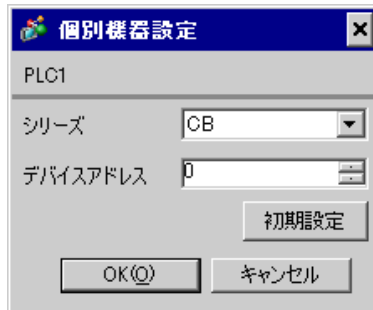 個別機器設定
PLC1
シリーズ CB
デバイスアドレス 0
初期設定
OK(O) キャンセル